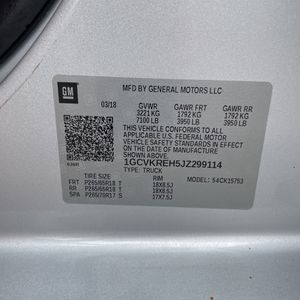 GM
MFD BY GENERAL MOTORS LLC
03/18 GVWR GAWR FRT GAWR RR
3221 KG 1792 KG 1792 KG
7100 LB 3950 LB 3950 LB
THIS VEHICLE CONFORMS TO ALL
APPLICABLE U.S. FEDERAL MOTOR
VEHICLE SAFETY AND THEFT PREVENTION
STANDARDS IN EFFECT ON THE DATE OF
MANUFACTURE SHOWN ABOVE.
1GCVKREH5JZ299114
TYPE: TRUCK
TIRE SIZE RIM MODEL: 54CK15753
FRT P265/65R18 T 18X8.5J
RR P265/65R18 T 18X8.5J
SPA P265/70R17 S 17X7.5J